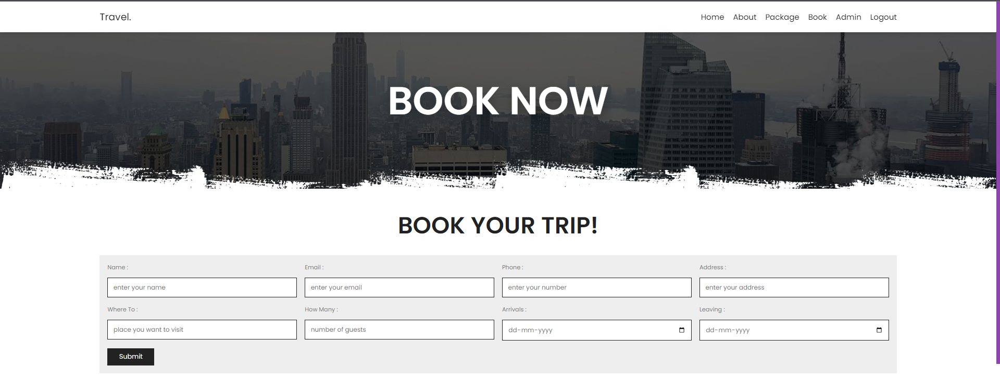 Travel.
Home About Package Book Admin Logout
BOOK NOW
BOOK YOUR TRIP!
Name : Email : Phone : Address :
enter your name enter your email enter your number enter your address
Where To : How Many : Arrivals : Leaving :
place you want to visit number of guests dd-mm-yyyy dd-mm-yyyy
Submit